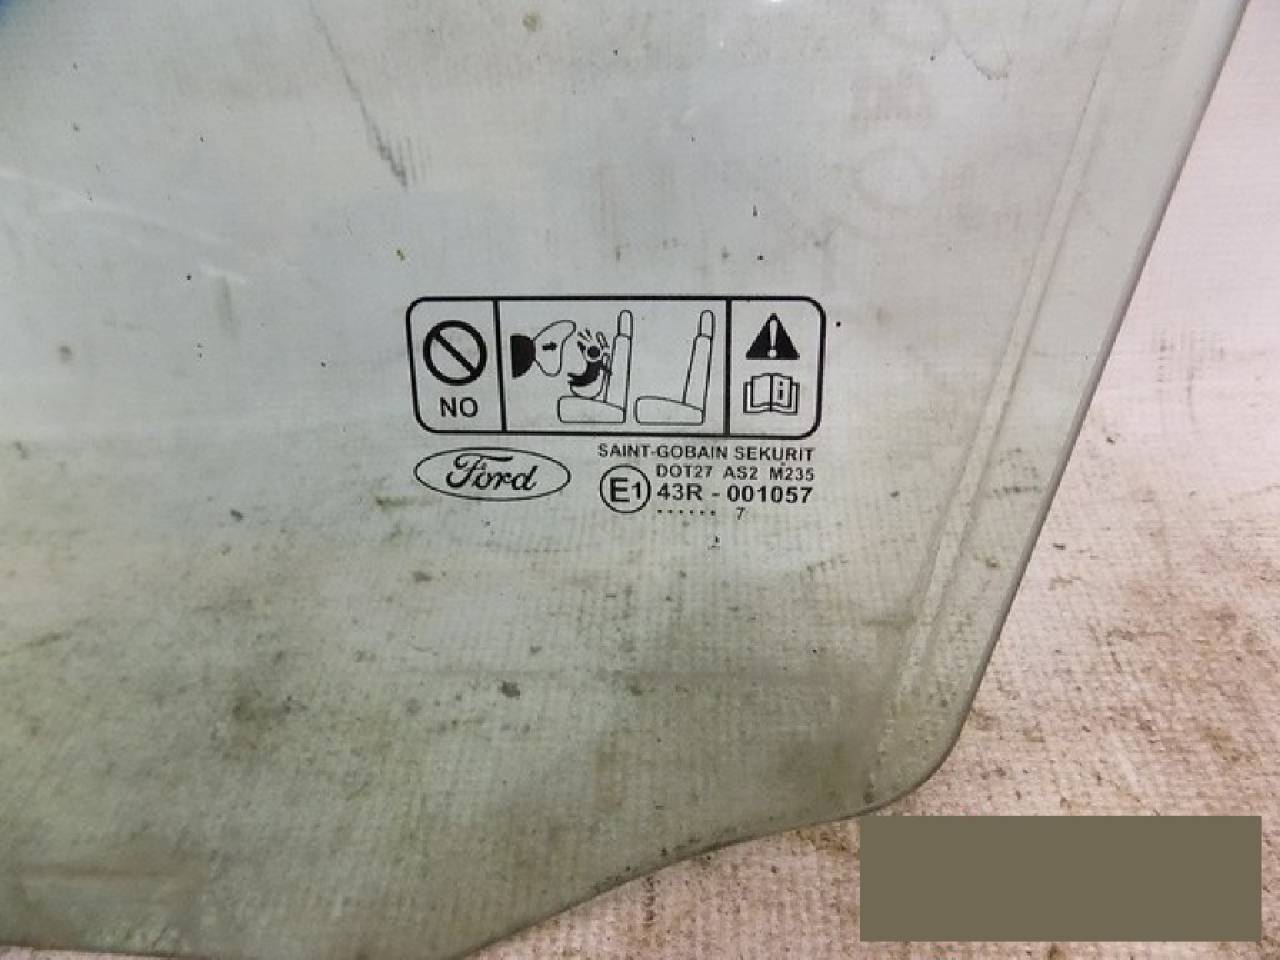 NO
Ford
SAINT-GOBAIN SEKURIT
DOT27 AS2 M235
E1 43R - 001057
...... 7